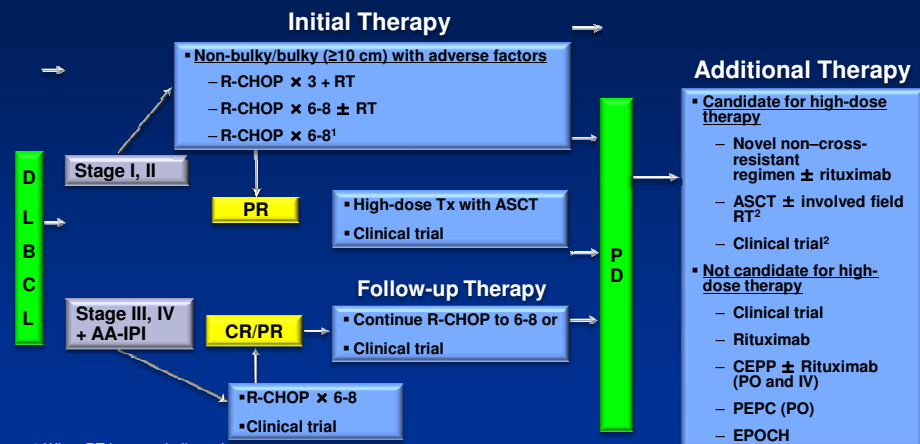 Initial Therapy
▪ Non-bulky/bulky (≥10 cm) with adverse factors
– R-CHOP × 3 + RT
– R-CHOP × 6-8 ± RT
– R-CHOP × 6-8¹
Stage I, II
PR
▪ High-dose Tx with ASCT
▪ Clinical trial
D
L
B
C
L
Stage III, IV
+ AA-IPI
CR/PR
Follow-up Therapy
▪ Continue R-CHOP to 6-8 or
▪ Clinical trial
▪ R-CHOP × 6-8
▪ Clinical trial
P
D
Additional Therapy
▪ Candidate for high-dose
therapy
– Novel non–cross-
resistant
regimen ± rituximab
– ASCT ± involved field
RT²
– Clinical trial²
▪ Not candidate for high-
dose therapy
– Clinical trial
– Rituximab
– CEPP ± Rituximab
(PO and IV)
– PEPC (PO)
– EPOCH